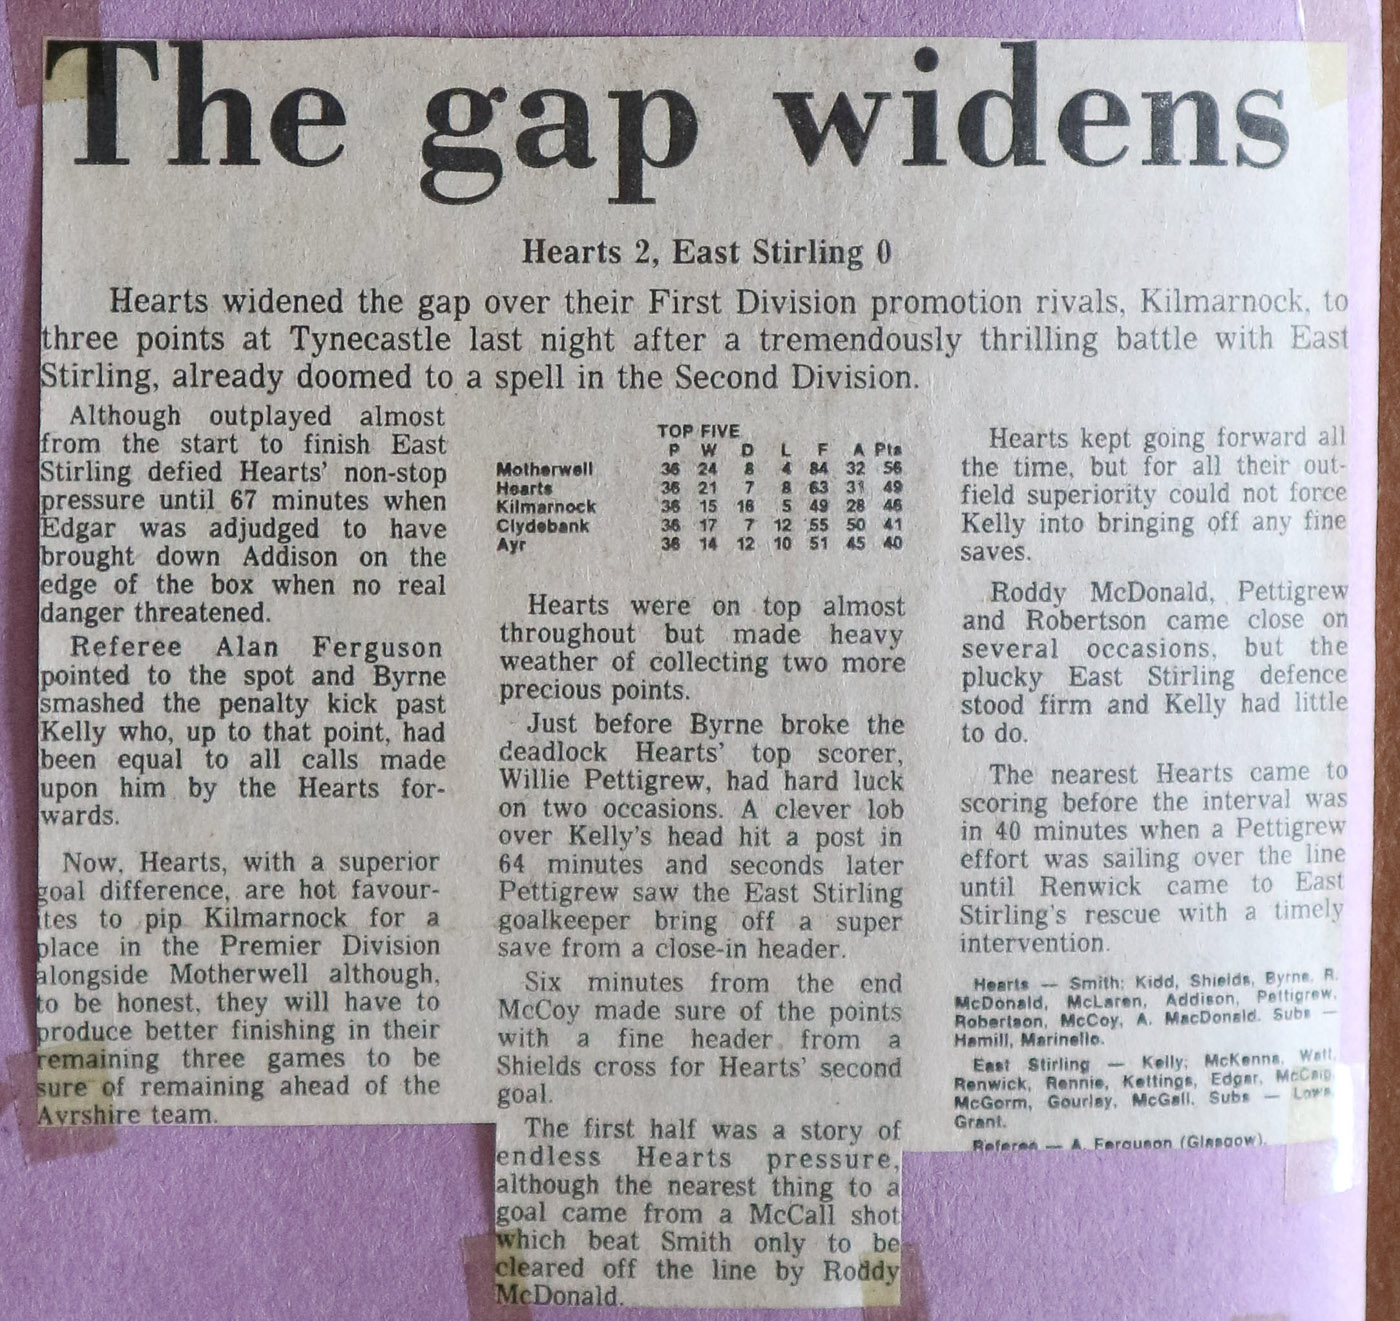 The gap widens
Hearts 2, East Stirling 0
Hearts widened the gap over their First Division promotion rivals, Kilmarnock, to
three points at Tynecastle last night after a tremendously thrilling battle with East
Stirling, already doomed to a spell in the Second Division.
Although outplayed almost
from the start to finish East
Stirling defied Hearts' non-stop
pressure until 67 minutes when
Edgar was adjudged to have
brought down Addison on the
edge of the box when no real
danger threatened.
Referee Alan Ferguson
pointed to the spot and Byrne
smashed the penalty kick past
Kelly who, up to that point, had
been equal to all calls made
upon him by the Hearts for-
wards.
Now, Hearts, with a superior
goal difference, are hot favour-
ites to pip Kilmarnock for a
place in the Premier Division
alongside Motherwell although,
to be honest, they will have to
produce better finishing in their
remaining three games to be
sure of remaining ahead of the
Ayrshire team.
TOP FIVE
P W D L F A Pts
Motherwell 36 24 8 4 84 32 56
Hearts 36 21 7 8 63 31 49
Kilmarnock 36 15 16 5 49 28 46
Clydebank 36 17 7 12 55 50 41
Ayr 36 14 12 10 51 45 40
Hearts were on top almost
throughout but made heavy
weather of collecting two more
precious points.
Just before Byrne broke the
deadlock Hearts' top scorer,
Willie Pettigrew, had hard luck
on two occasions. A clever lob
over Kelly's head hit a post in
64 minutes and seconds later
Pettigrew saw the East Stirling
goalkeeper bring off a super
save from a close-in header.
Six minutes from the end
McCoy made sure of the points
with a fine header from a
Shields cross for Hearts' second
goal.
The first half was a story of
endless Hearts pressure,
although the nearest thing to a
goal came from a McCall shot
which beat Smith only to be
cleared off the line by Roddy
McDonald.
Hearts kept going forward all
the time, but for all their out-
field superiority could not force
Kelly into bringing off any fine
saves.
Roddy McDonald, Pettigrew
and Robertson came close on
several occasions, but the
plucky East Stirling defence
stood firm and Kelly had little
to do.
The nearest Hearts came to
scoring before the interval was
in 40 minutes when a Pettigrew
effort was sailing over the line
until Renwick came to East
Stirling's rescue with a timely
intervention.
Hearts — Smith; Kidd, Shields, Byrne, R.
McDonald, McLaren, Addison, Pettigrew,
Robertson, McCoy, A. MacDonald. Subs —
Hamill, Marinello.
East Stirling — Kelly; McKenna, Watt,
Renwick, Rennie, Kettings, Edgar, McCaig,
McGorm, Gourlay, McGall. Subs —
Grant.
Referee — A. Ferguson (Glasgow).